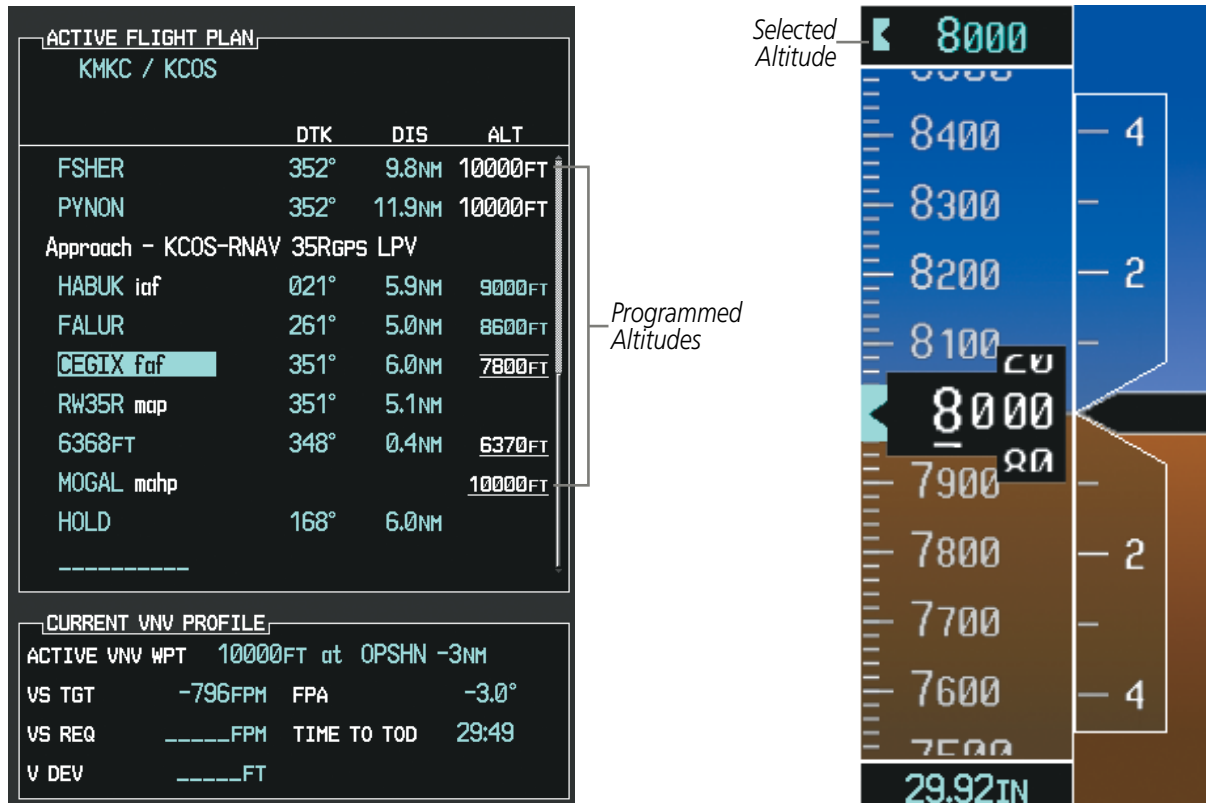 ACTIVE FLIGHT PLAN
KMKC / KCOS
DTK DIS ALT
FSHER 352° 9.8NM 10000FT
PYNON 352° 11.9NM 10000FT
Approach - KCOS-RNAV 35RGPS LPV
HABUK iaf 021° 5.9NM 9000FT
FALUR 261° 5.0NM 8600FT
CEGIX faf 351° 6.0NM 7800FT
RW35R map 351° 5.1NM
6368FT 348° 0.4NM 6370FT
MOGAL mahp 10000FT
HOLD 168° 6.0NM
__________
CURRENT VNV PROFILE
ACTIVE VNV WPT 10000FT at OPSHN -3NM
VS TGT -796FPM FPA -3.0°
VS REQ _____FPM TIME TO TOD 29:49
V DEV _____FT
Programmed
Altitudes
Selected
Altitude
8000
8400 4
8300
8200 2
8100
20
8000
80
7900
7800 2
7700
7600 4
7500
29.92IN